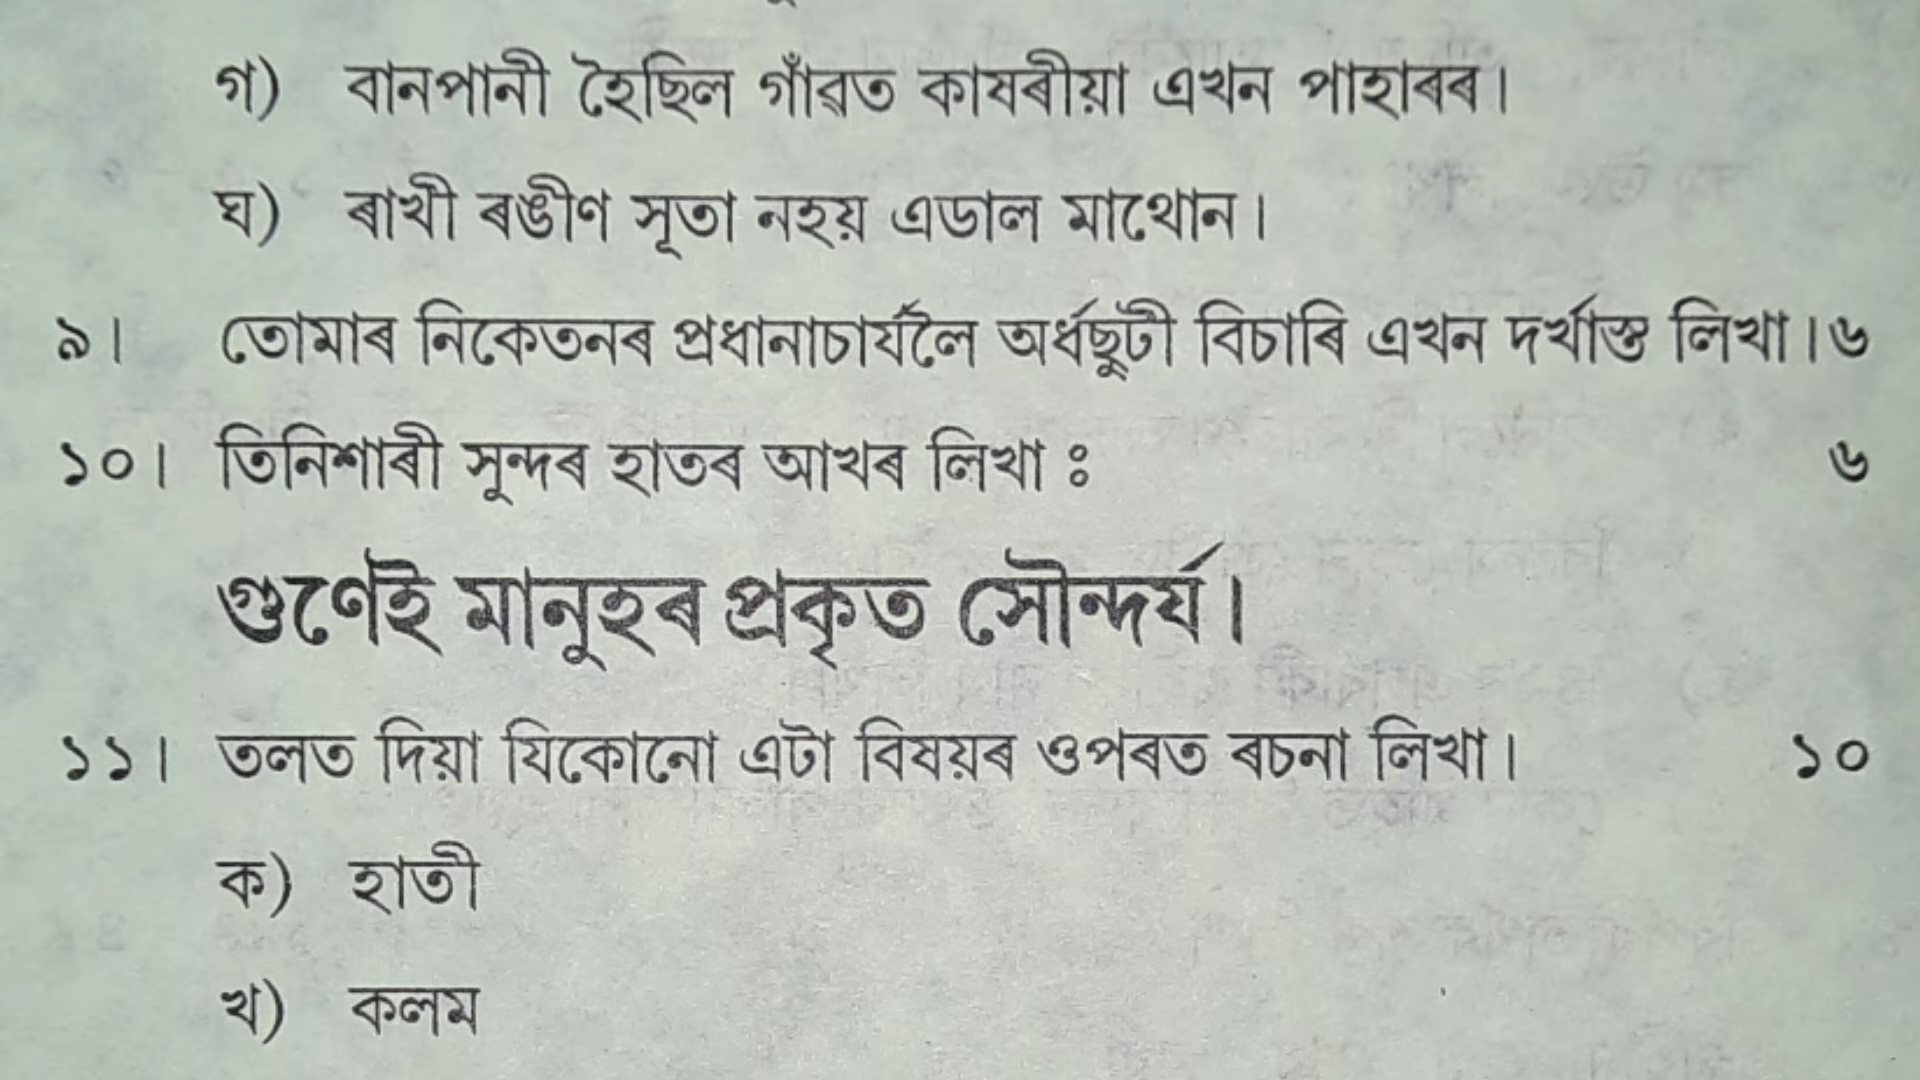 গ) বানপানী হৈছিল গাঁৱত কাষৰীয়া এখন পাহাৰৰ।
ঘ) ৰাখী ৰঙীণ সূতা নহয় এডাল মাথোন।
৯। তোমাৰ নিকেতনৰ প্ৰধানাচাৰ্যলৈ অৰ্ধছুটী বিচাৰি এখন দৰ্খাস্ত লিখা। ৬
১০। তিনিশাৰী সুন্দৰ হাতৰ আখৰ লিখা ঃ ৬
গুণেই মানুহৰ প্ৰকৃত সৌন্দৰ্য।
১১। তলত দিয়া যিকোনো এটা বিষয়ৰ ওপৰত ৰচনা লিখা। ১০
ক) হাতী
খ) কলম